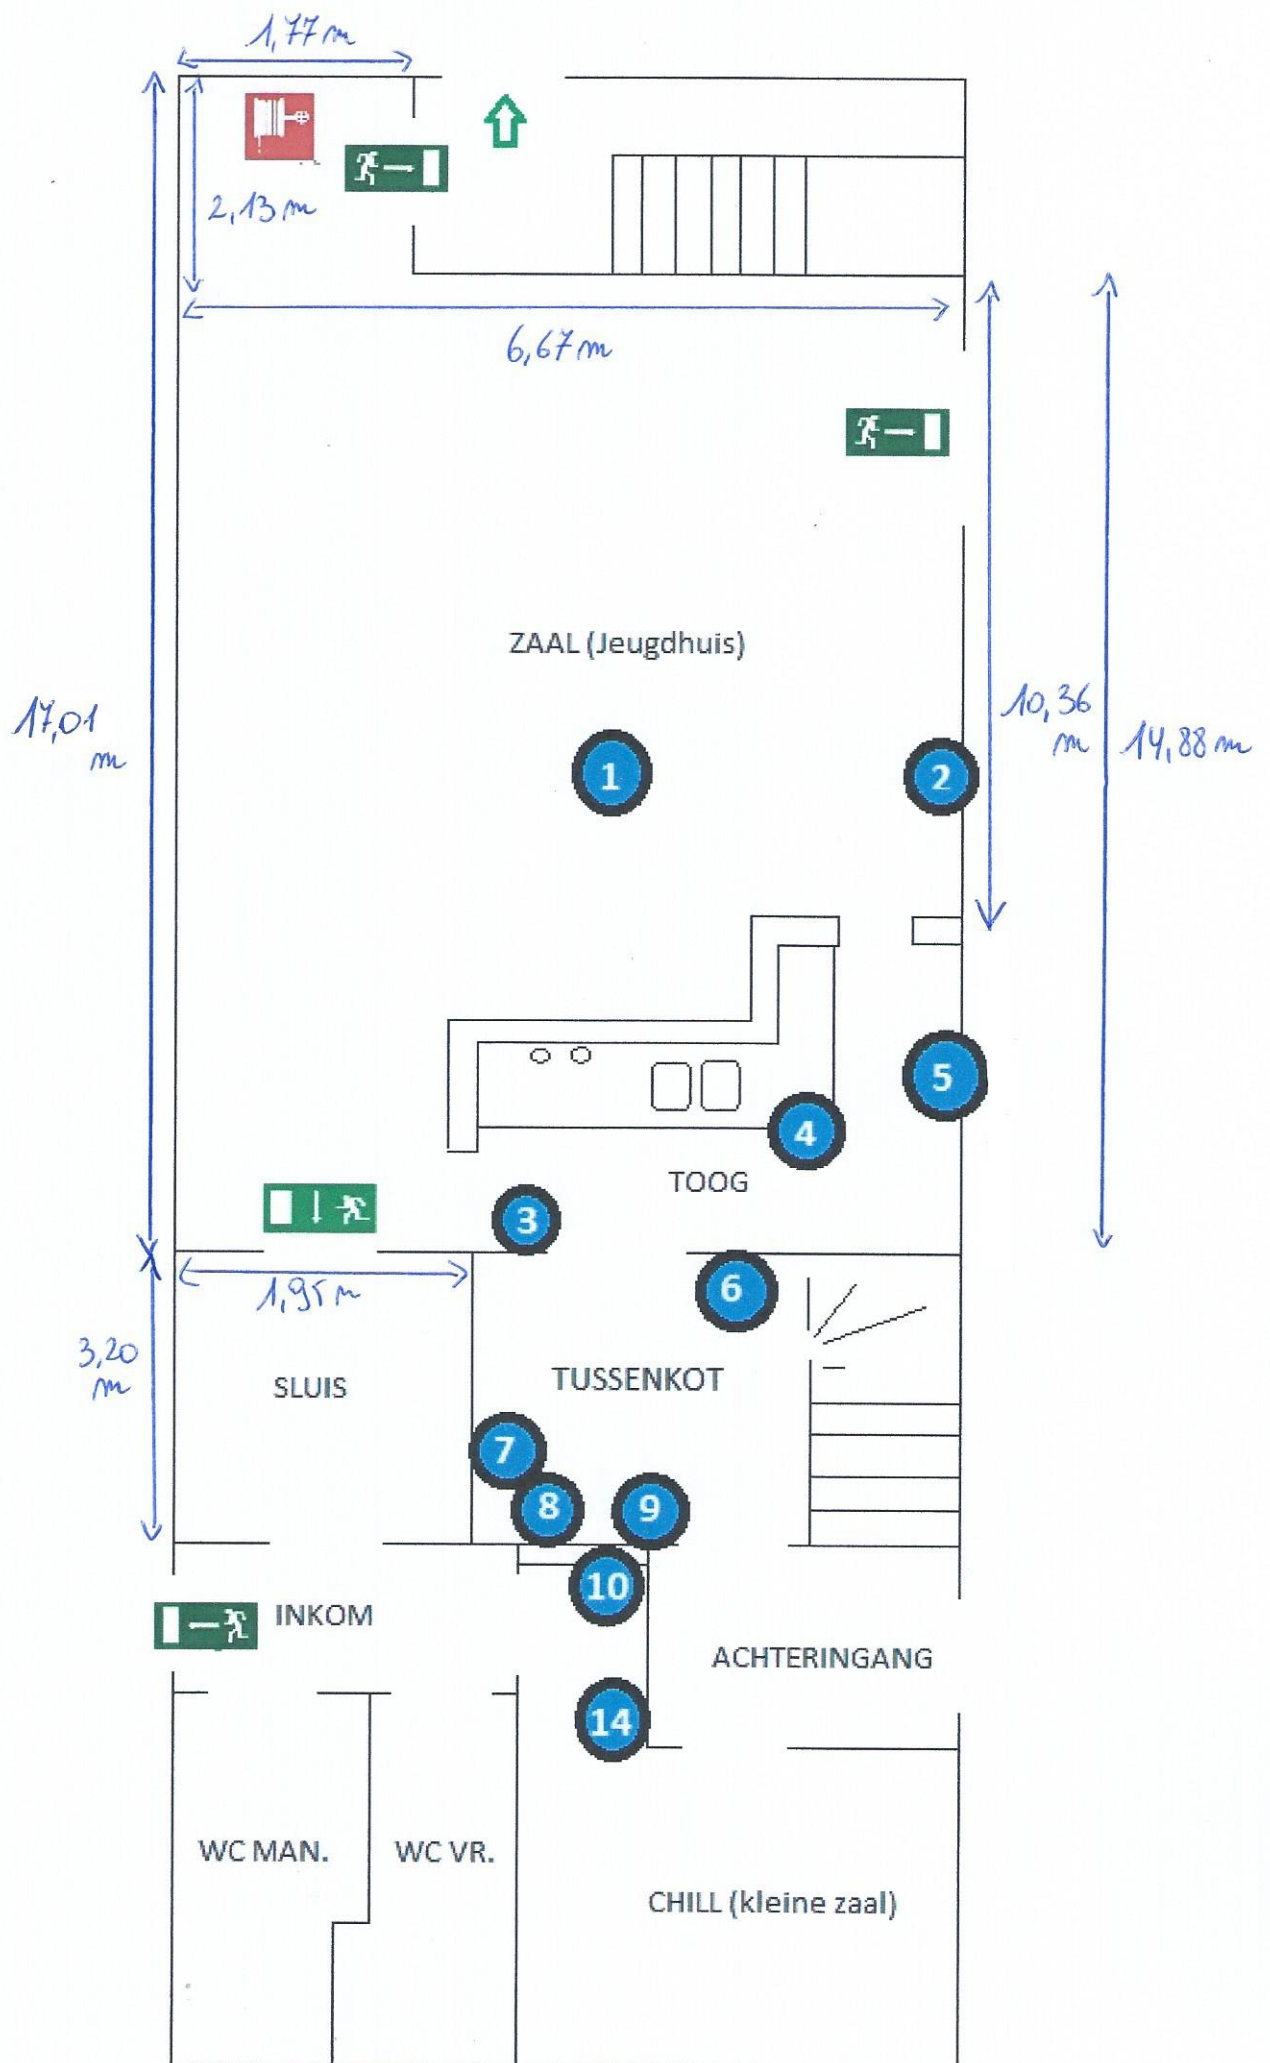 1,77 m
2,13 m
6,67 m
ZAAL (Jeugdhuis)
17,01
m
10,36
m
14,88 m
1
2
5
4
TOOG
3
1,95 m
6
3,20
m
SLUIS
TUSSENKOT
7
8
9
10
INKOM
ACHTERINGANG
14
WC MAN.
WC VR.
CHILL (kleine zaal)